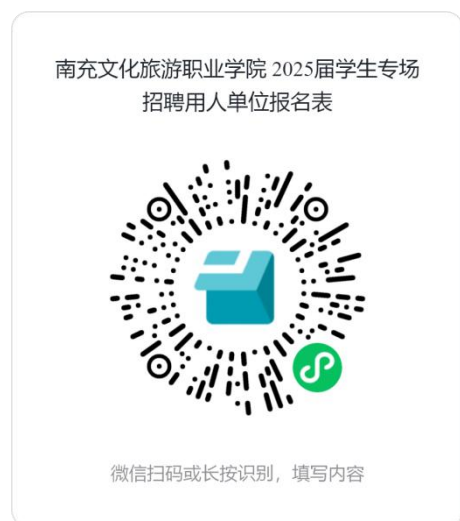 南充文化旅游职业学院 2025届学生专场
招聘用人单位报名表
微信扫码或长按识别，填写内容